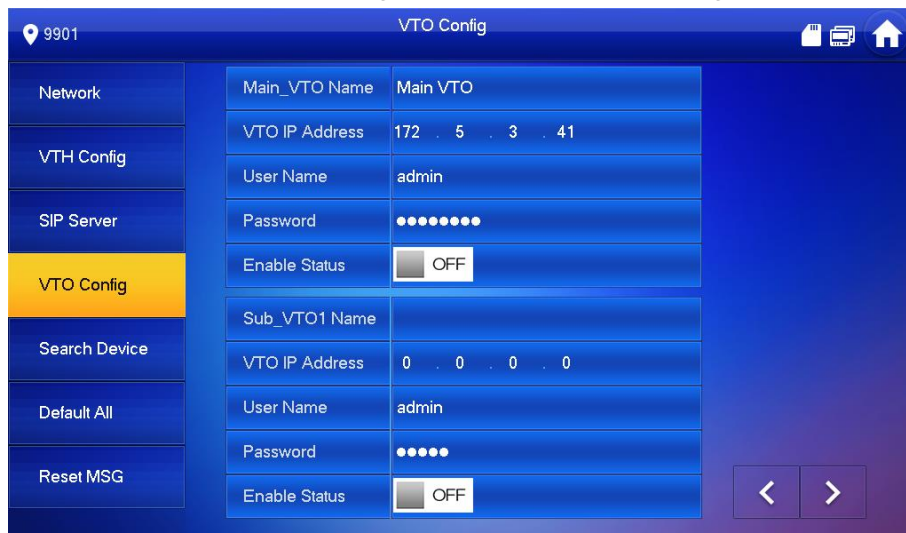 9901
VTO Config
Network
VTH Config
SIP Server
VTO Config
Search Device
Default All
Reset MSG
Main_VTO Name Main VTO
VTO IP Address 172 . 5 . 3 . 41
User Name admin
Password ●●●●●●●●
Enable Status OFF
Sub_VTO1 Name
VTO IP Address 0 . 0 . 0 . 0
User Name admin
Password ●●●●●
Enable Status OFF